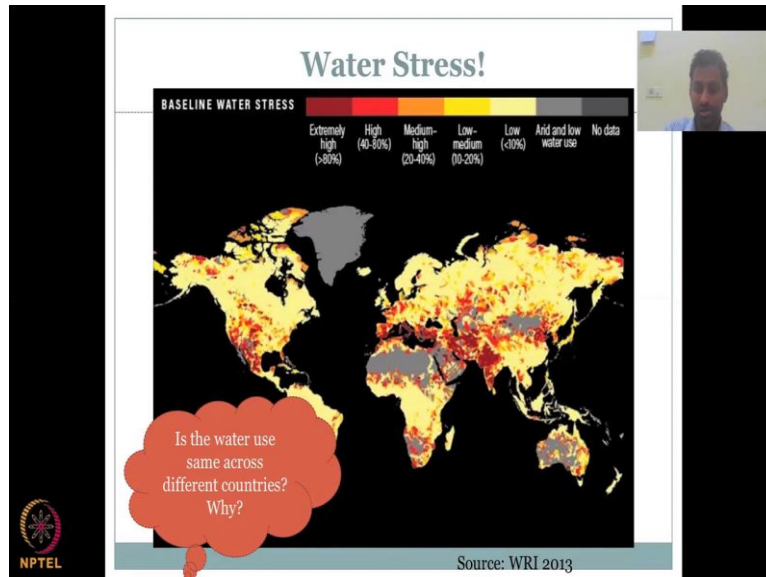 Water Stress!
BASELINE WATER STRESS
Extremely high (>80%)
High (40-80%)
Medium-high (20-40%)
Low-medium (10-20%)
Low (<10%)
Arid and low water use
No data
Is the water use
same across
different countries?
Why?
NPTEL
Source: WRI 2013